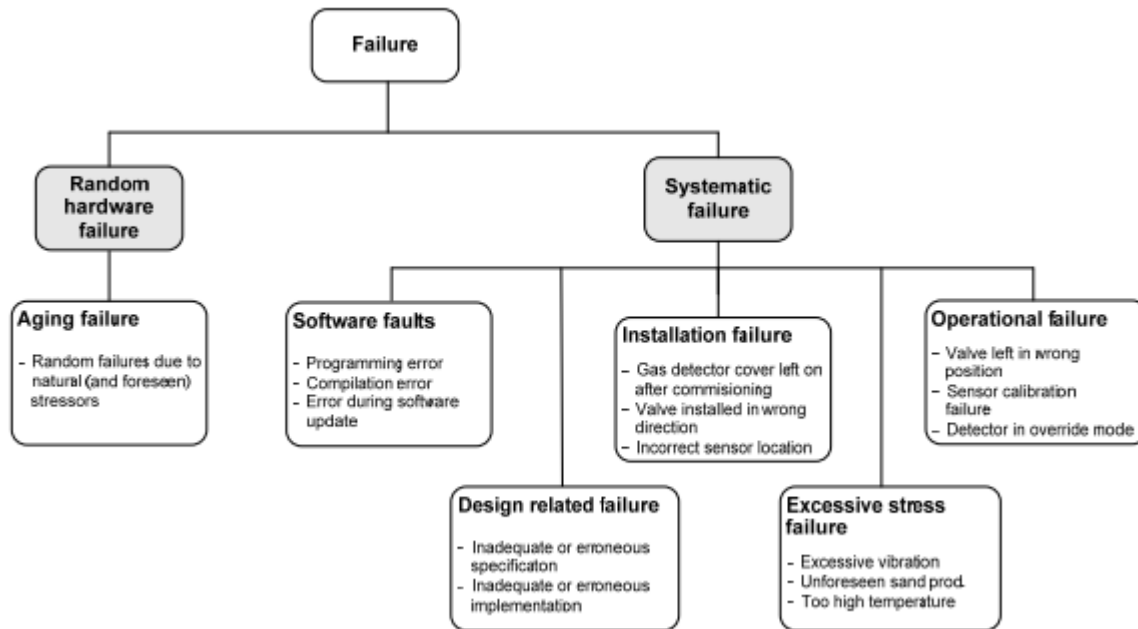 Failure
Random
hardware
failure
Systematic
failure
Aging failure
- Random failures due to
natural (and foreseen)
stressors
Software faults
- Programming error
- Compilation error
- Error during software
update
Installation failure
- Gas detector cover left on
after commisioning
- Valve installed in wrong
direction
- Incorrect sensor location
Operational failure
- Valve left in wrong
position
- Sensor calibration
failure
- Detector in override mode
Design related failure
- Inadequate or erroneous
specificaton
- Inadequate or erroneous
implementation
Excessive stress
failure
- Excessive vibration
- Unforeseen sand prod.
- Too high temperature